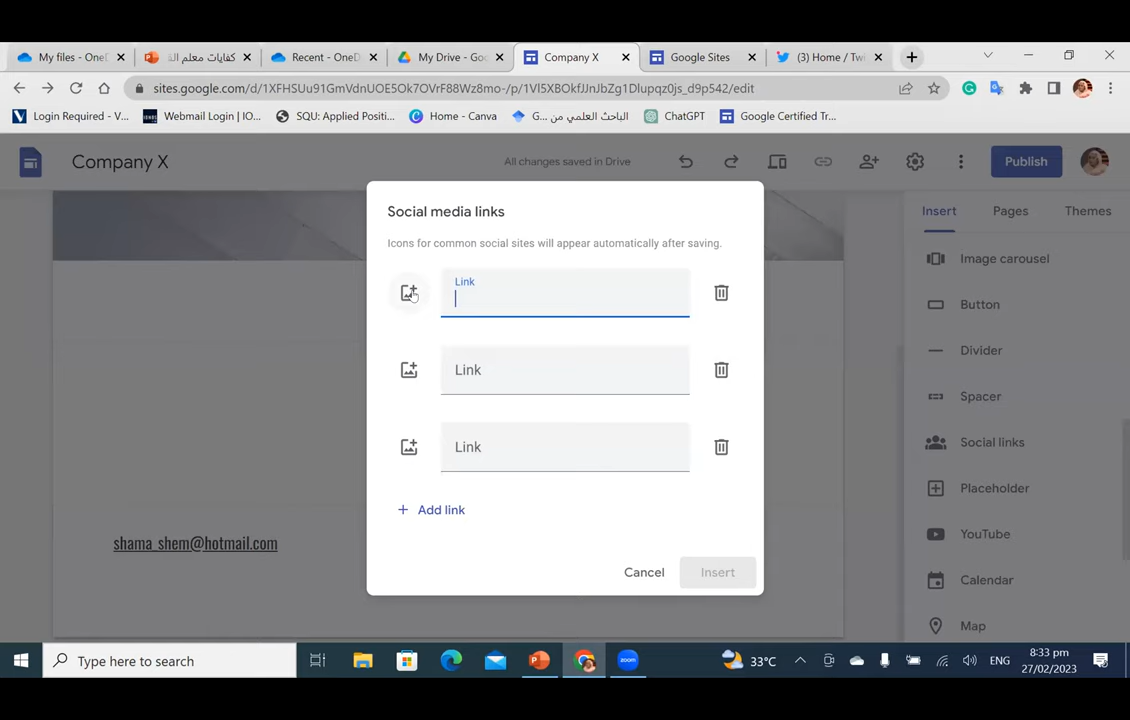 My files - OneD
كفايات معلم الق
Recent - OneD
My Drive - Goo
Company X
Google Sites
(3) Home / Twi
sites.google.com/d/1XFHSUu91GmVdnUOE5Ok7OVrF88Wz8mo-/p/1Vl5XBOkfJJnJbZg1Dlupqz0js_d9p542/edit
Login Required - V...
Webmail Login | IO...
SQU: Applied Positi...
Home - Canva
الباحث العلمي من G...
ChatGPT
Google Certified Tr...
Company X
All changes saved in Drive
Publish
Insert
Pages
Themes
Social media links
Icons for common social sites will appear automatically after saving.
Link
Link
Link
+ Add link
Cancel
Insert
Image carousel
Button
Divider
Spacer
Social links
Placeholder
YouTube
Calendar
Map
shama_shem@hotmail.com
Type here to search
33°C
ENG
8:33 pm
27/02/2023